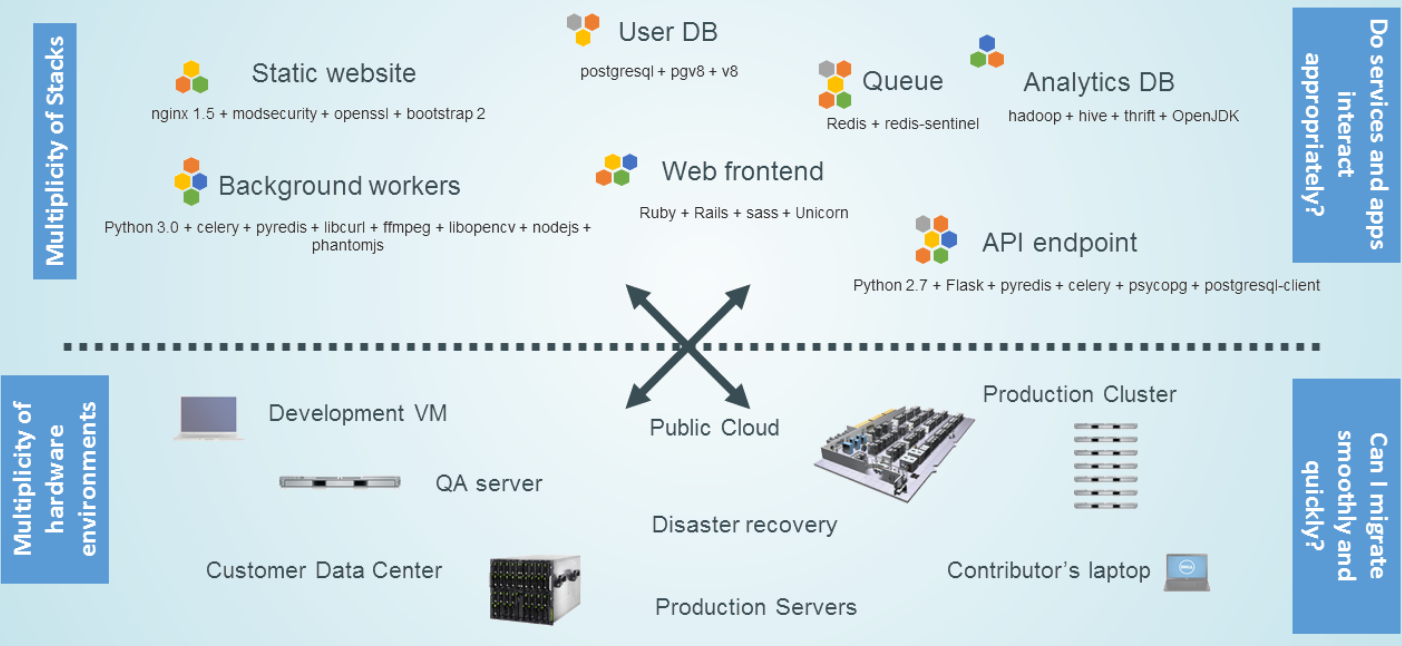 Multiplicity of Stacks
Static website
nginx 1.5 + modsecurity + openssl + bootstrap 2
Background workers
Python 3.0 + celery + pyredis + libcurl + ffmpeg + libopencv + nodejs +
phantomjs
User DB
postgresql + pgv8 + v8
Web frontend
Ruby + Rails + sass + Unicorn
Queue
Redis + redis-sentinel
Analytics DB
hadoop + hive + thrift + OpenJDK
API endpoint
Python 2.7 + Flask + pyredis + celery + psycopg + postgresql-client
Do services and apps
interact
appropriately?
Multiplicity of
hardware
environments
Development VM
QA server
Customer Data Center
Public Cloud
Disaster recovery
Production Servers
Production Cluster
Contributor’s laptop
DELL
Can I migrate
smoothly and
quickly?